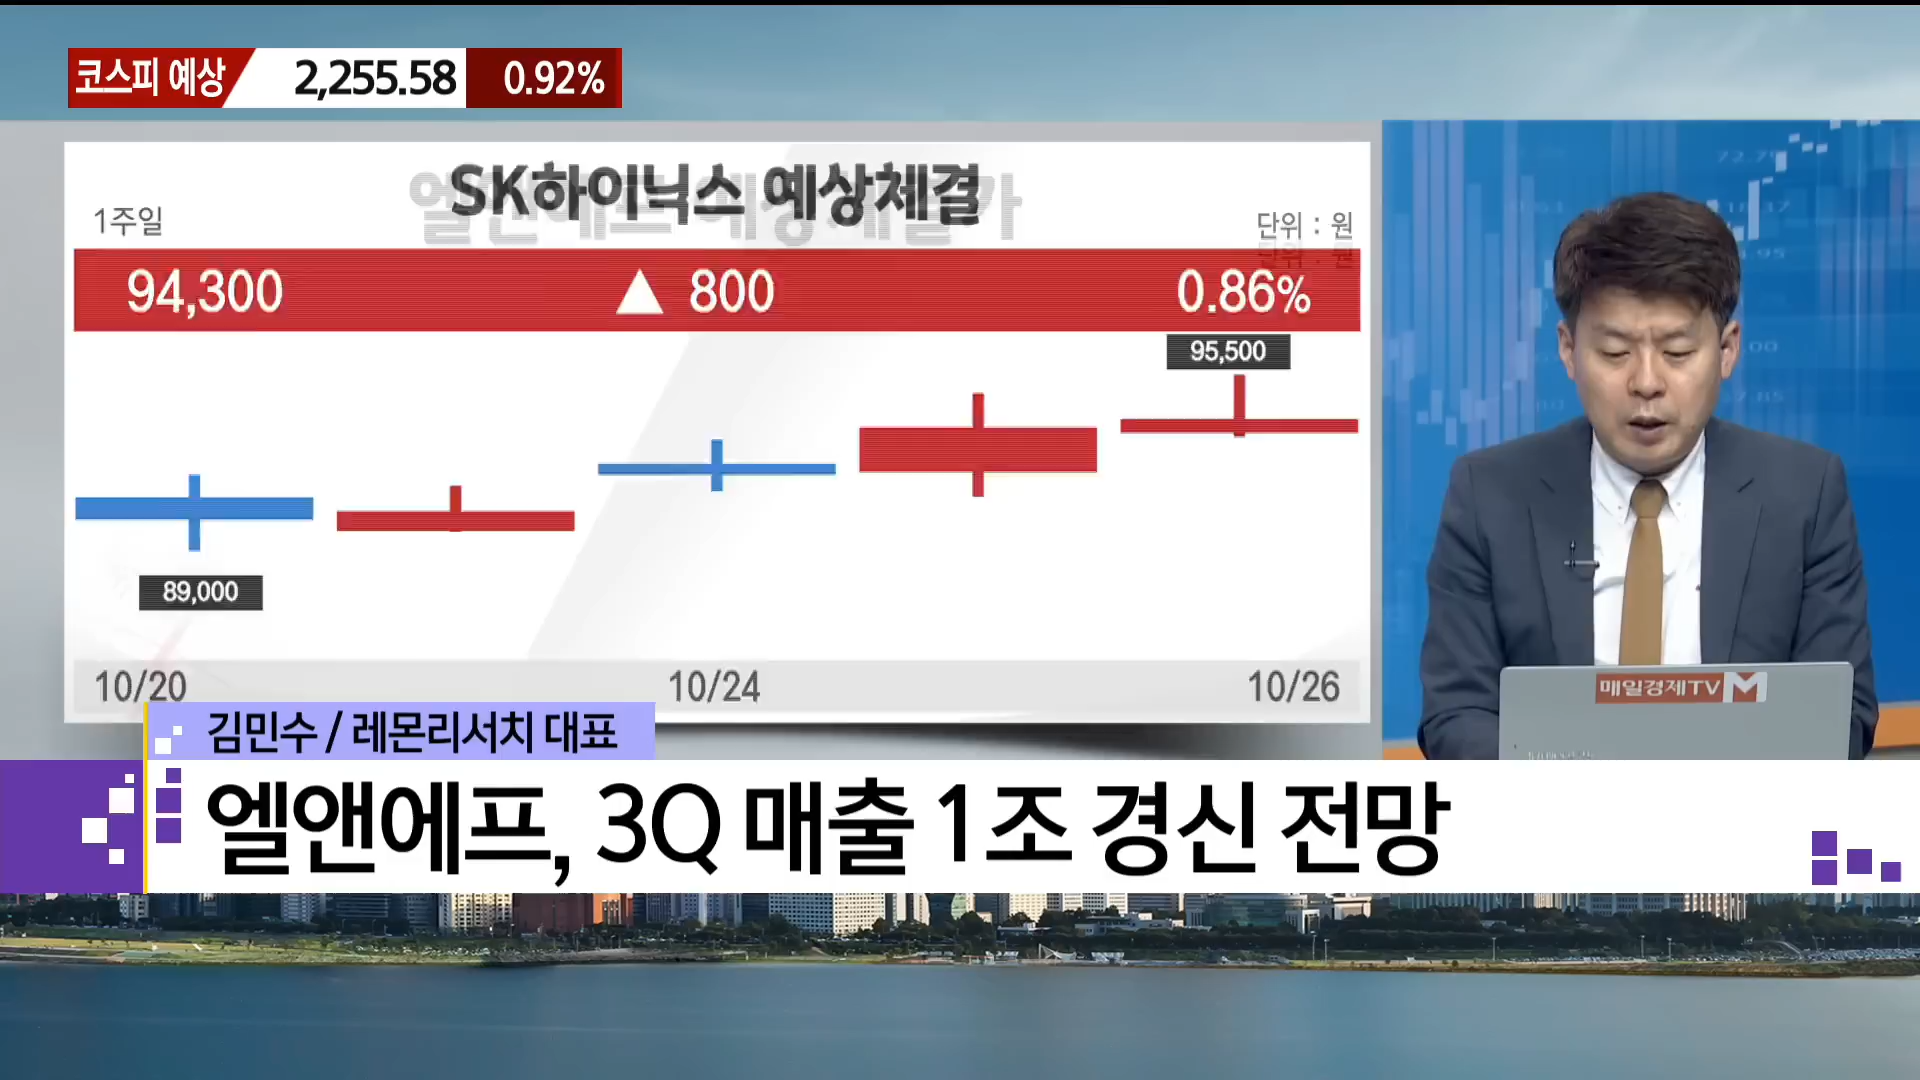 코스피 예상 2,255.58 0.92%
SK하이닉스 예상체결
1주일
단위 : 원
94,300 ▲ 800 0.86%
95,500
89,000
10/20 10/24 10/26
매일경제TV M
김민수 / 레몬리서치 대표
엘앤에프, 3Q 매출 1조 경신 전망